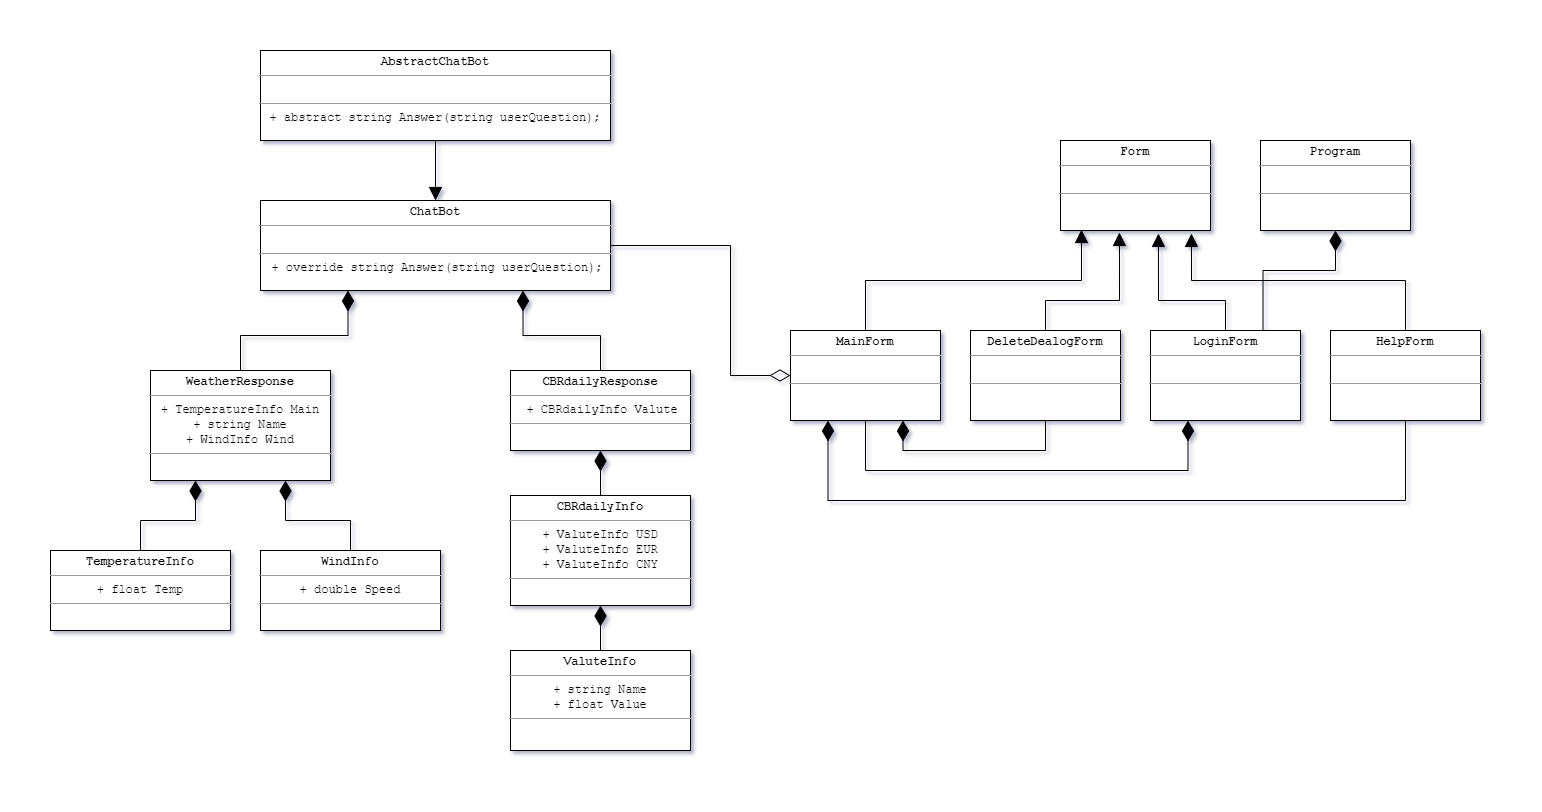 AbstractChatBot
+ abstract string Answer(string userQuestion);
ChatBot
+ override string Answer(string userQuestion);
WeatherResponse
+ TemperatureInfo Main
+ string Name
+ WindInfo Wind
TemperatureInfo
+ float Temp
WindInfo
+ double Speed
CBRdailyResponse
+ CBRdailyInfo Valute
CBRdailyInfo
+ ValuteInfo USD
+ ValuteInfo EUR
+ ValuteInfo CNY
ValuteInfo
+ string Name
+ float Value
Form
Program
MainForm
DeleteDealogForm
LoginForm
HelpForm